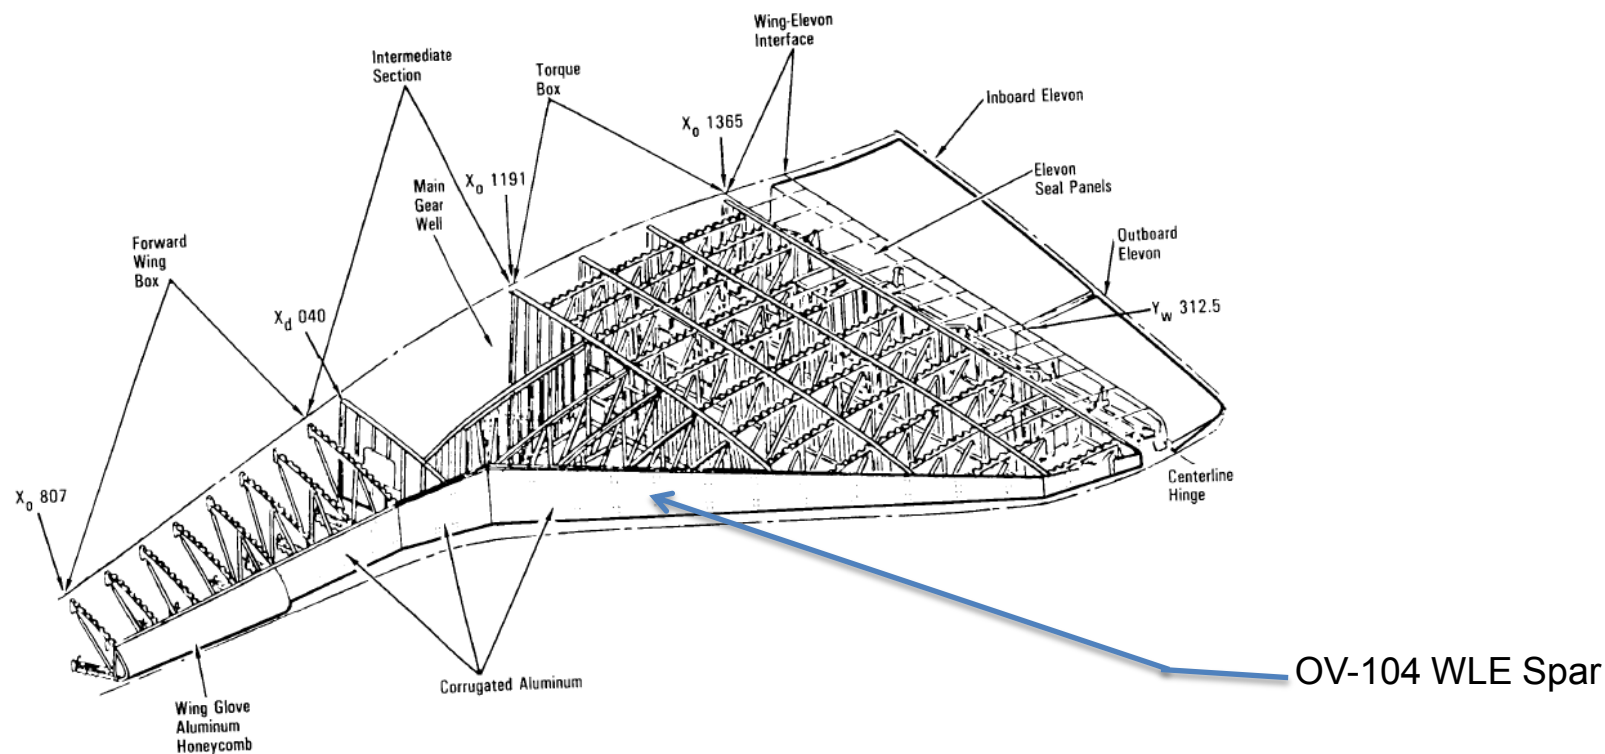 Wing-Elevon
Interface
Intermediate
Section
Torque
Box
Inboard Elevon
X₀ 1365
Elevon
Seal Panels
Main
Gear
Well
X₀ 1191
Outboard
Elevon
Forward
Wing
Box
Y_W 312.5
X_d 040
Centerline
Hinge
X₀ 807
OV-104 WLE Spar
Corrugated Aluminum
Wing Glove
Aluminum
Honeycomb